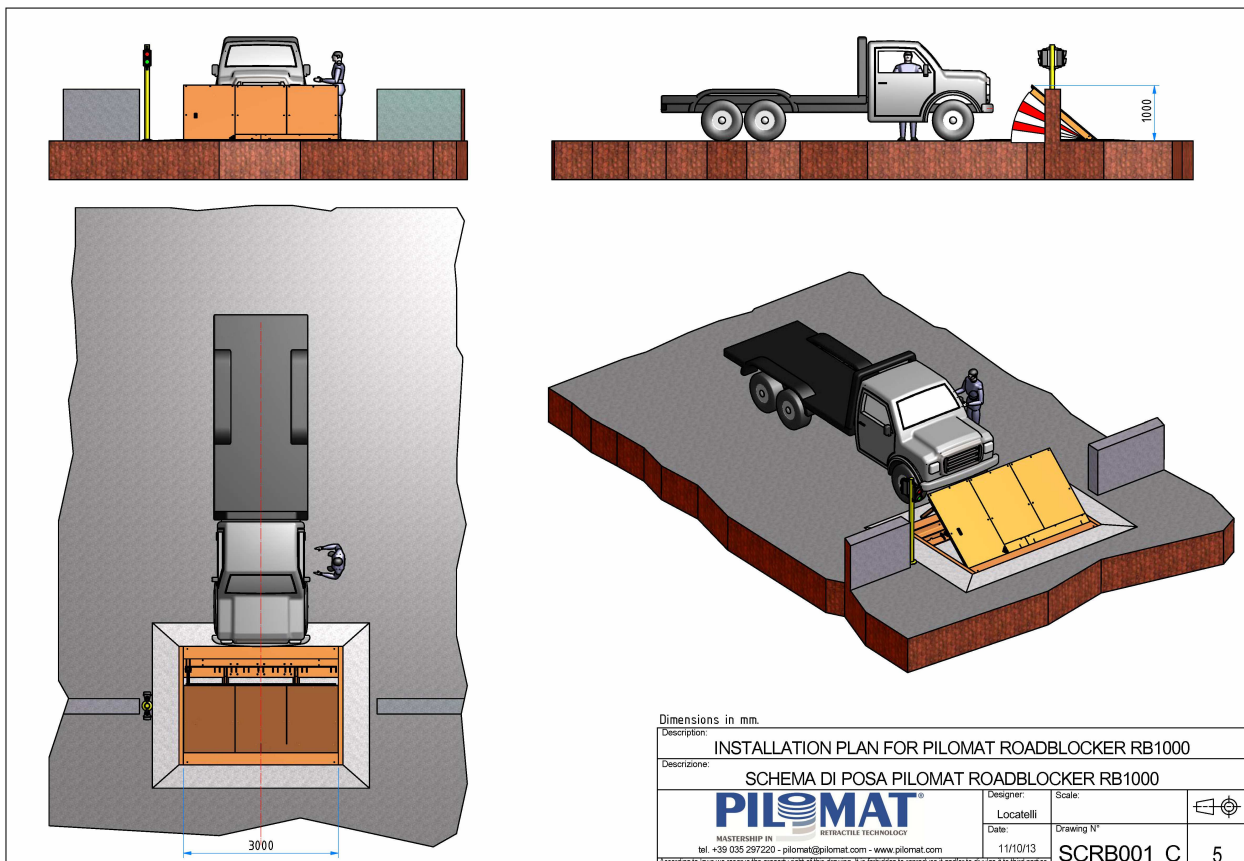 1000
3000
Dimensions in mm.
Description:
INSTALLATION PLAN FOR PILOMAT ROADBLOCKER RB1000
Descrizione:
SCHEMA DI POSA PILOMAT ROADBLOCKER RB1000
PILOMAT®
MASTERSHIP IN RETRACTILE TECHNOLOGY
tel. +39 035 297220 - pilomat@pilomat.com - www.pilomat.com
Designer:
Locatelli
Scale:
Date:
11/10/13
Drawing N°
SCRB001_C
5